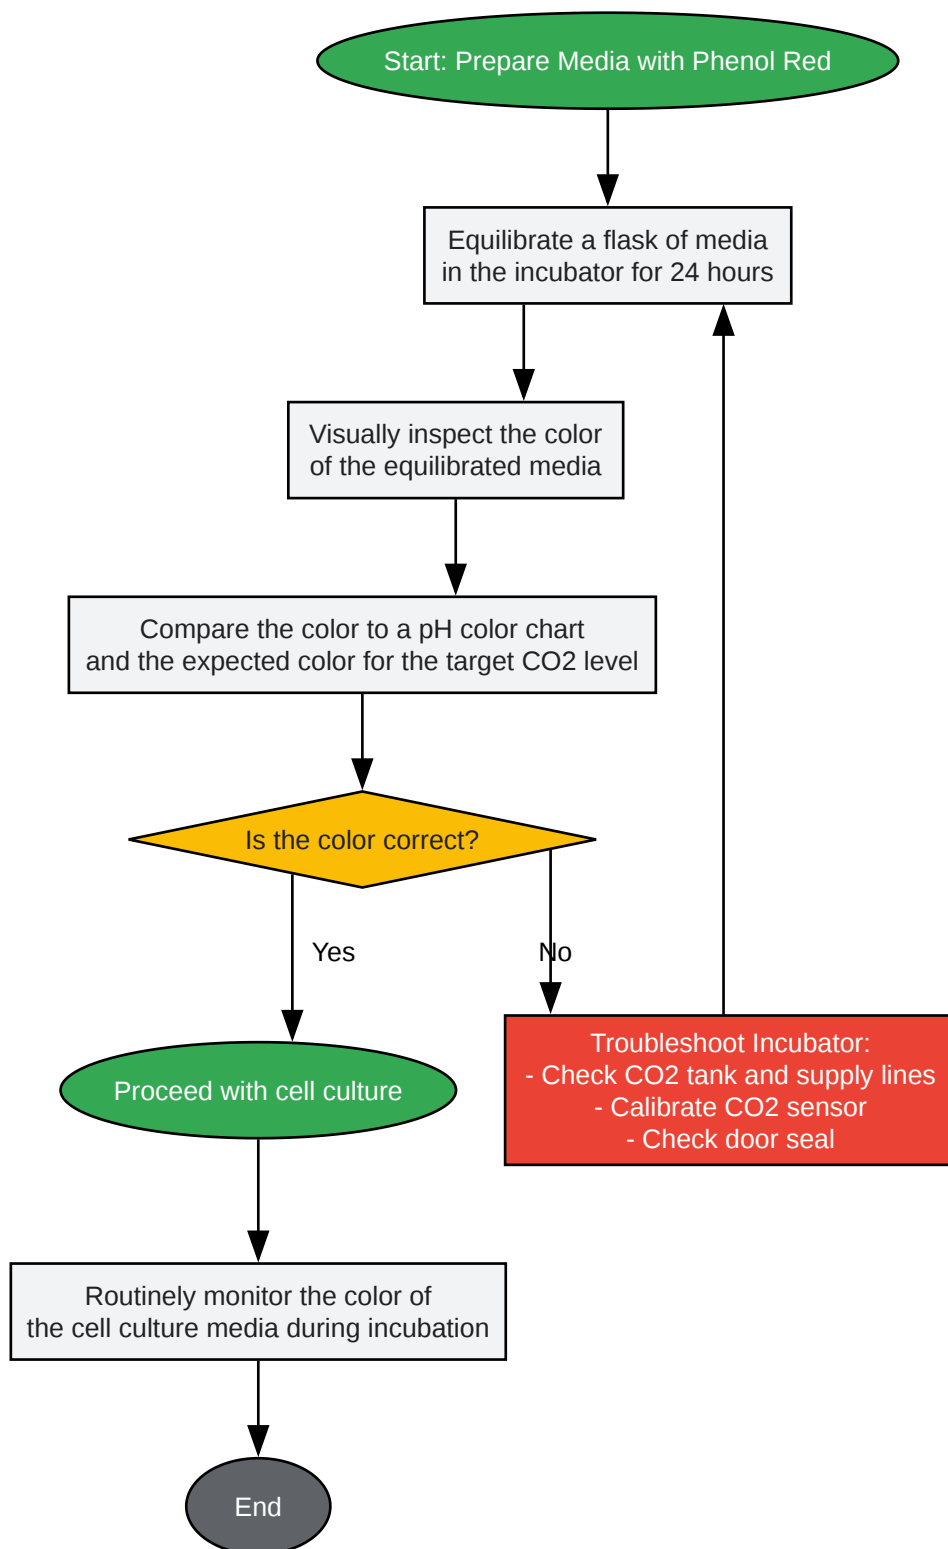 Start: Prepare Media with Phenol Red
Equilibrate a flask of media
in the incubator for 24 hours
Visually inspect the color
of the equilibrated media
Compare the color to a pH color chart
and the expected color for the target CO2 level
Is the color correct?
Yes
No
Proceed with cell culture
Troubleshoot Incubator:
- Check CO2 tank and supply lines
- Calibrate CO2 sensor
- Check door seal
Routinely monitor the color of
the cell culture media during incubation
End